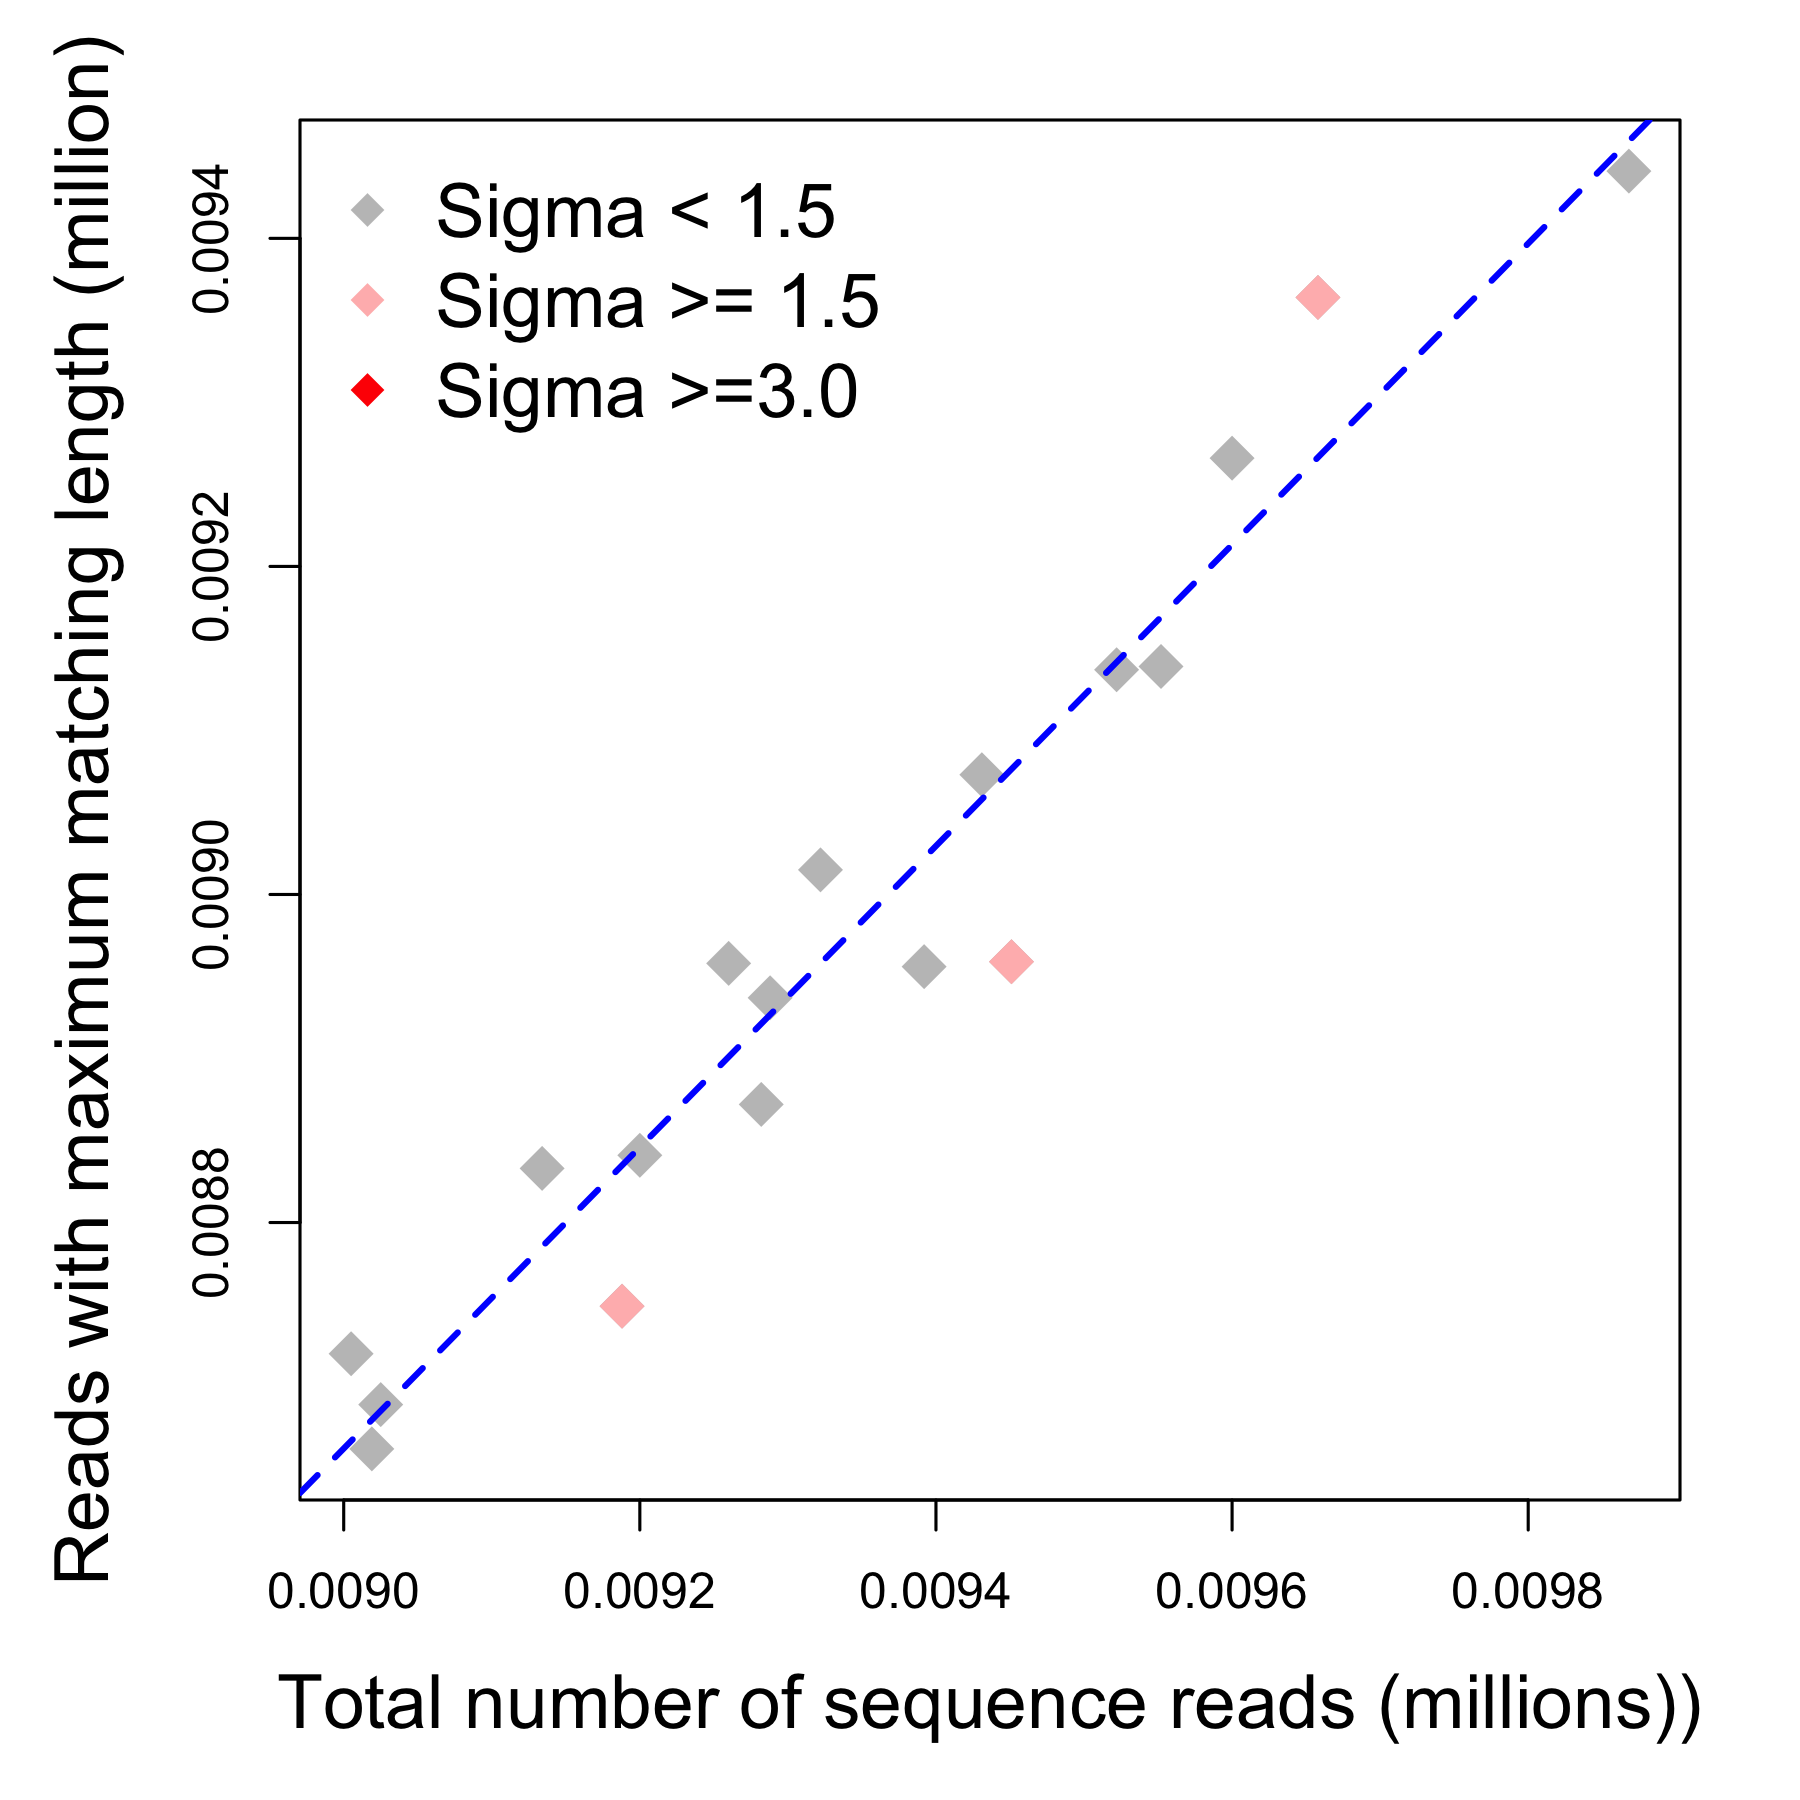 Reads with maximum matching length (million)
0.0094
0.0092
0.0090
0.0088
Sigma < 1.5
Sigma >= 1.5
Sigma >=3.0
0.0090 0.0092 0.0094 0.0096 0.0098
Total number of sequence reads (millions))